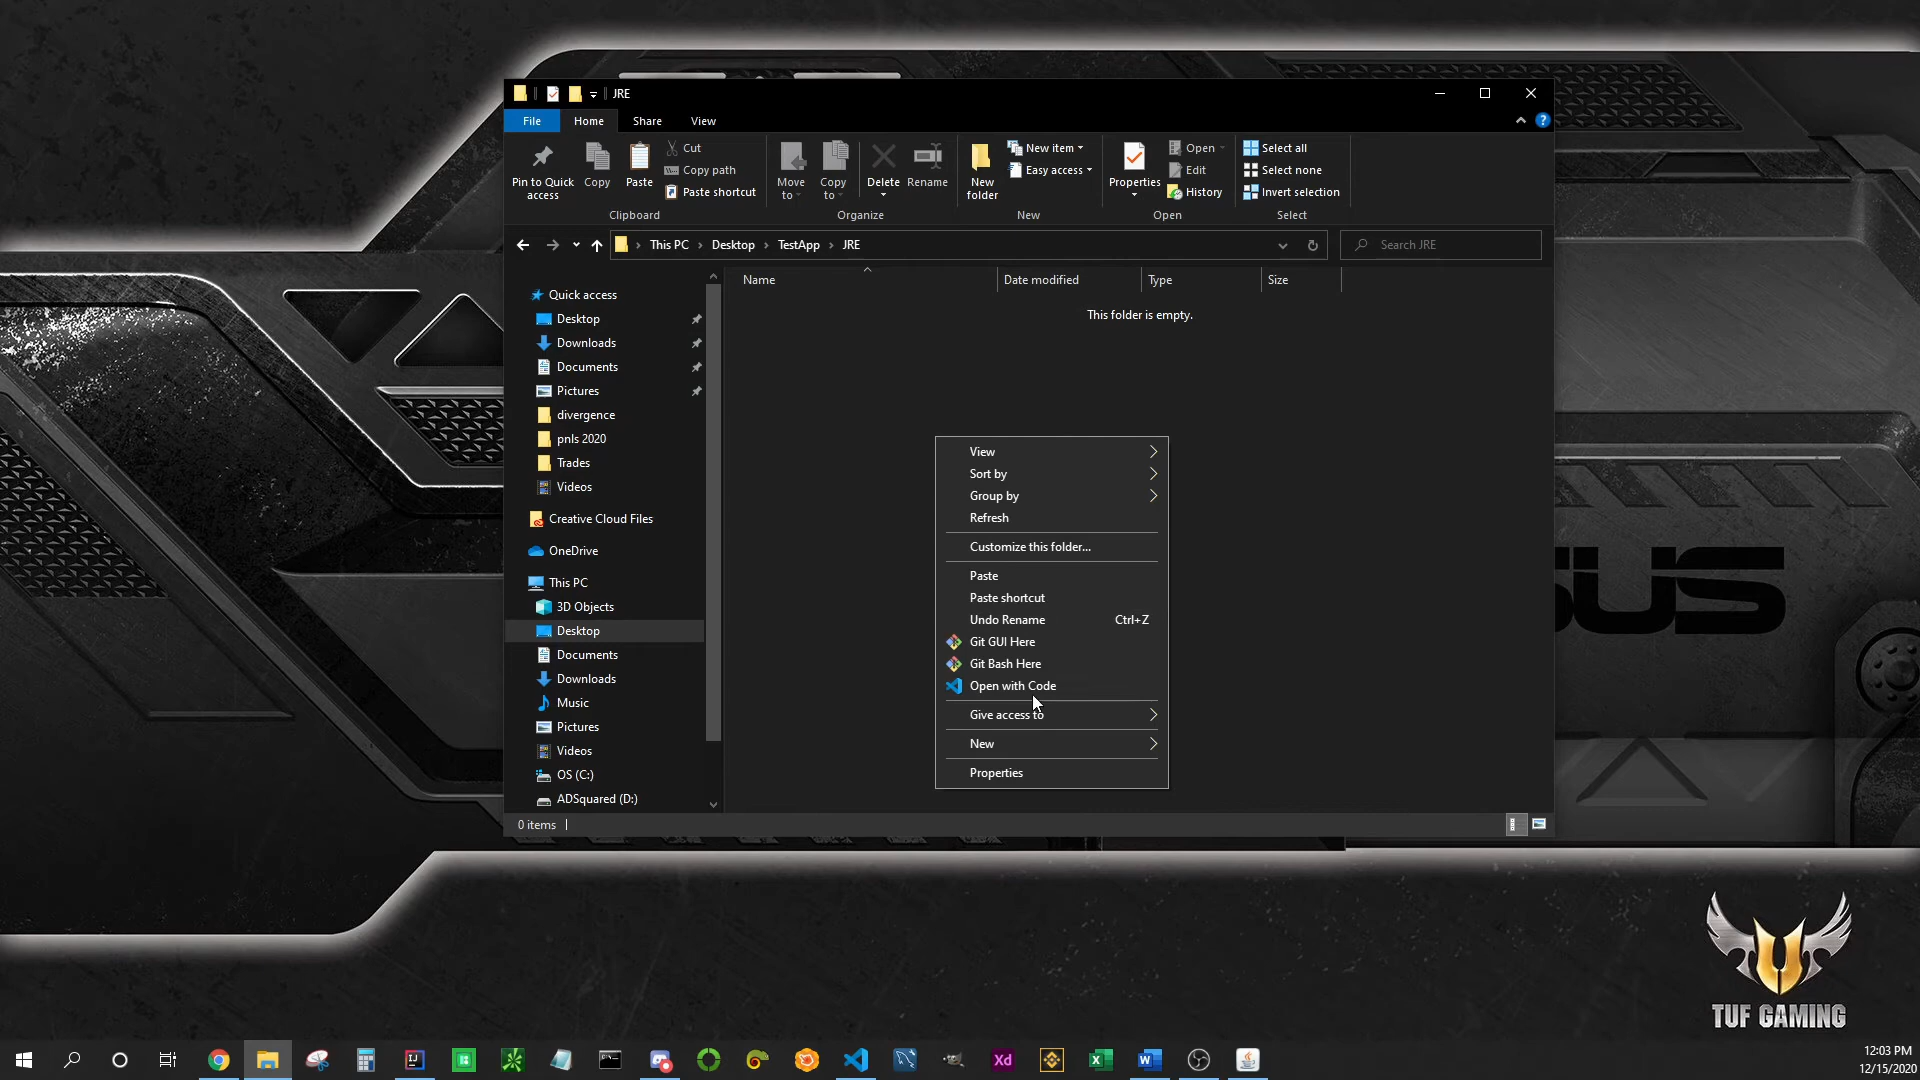 JRE
File Home Share View
Pin to Quick access
Copy
Paste
Cut
Copy path
Paste shortcut
Clipboard
Move to
Copy to
Delete
Rename
Organize
New folder
New item
Easy access
New
Properties
Open
Edit
History
Open
Select all
Select none
Invert selection
Select
This PC Desktop TestApp JRE
Search JRE
Name Date modified Type Size
This folder is empty.
Quick access
Desktop
Downloads
Documents
Pictures
divergence
pnls 2020
Trades
Videos
Creative Cloud Files
OneDrive
This PC
3D Objects
Desktop
Documents
Downloads
Music
Pictures
Videos
OS (C:)
ADSquared (D:)
0 items
View
Sort by
Group by
Refresh
Customize this folder...
Paste
Paste shortcut
Undo Rename Ctrl+Z
Git GUI Here
Git Bash Here
Open with Code
Give access to
New
Properties
SUS
TUF GAMING
Xd
12:03 PM
12/15/2020